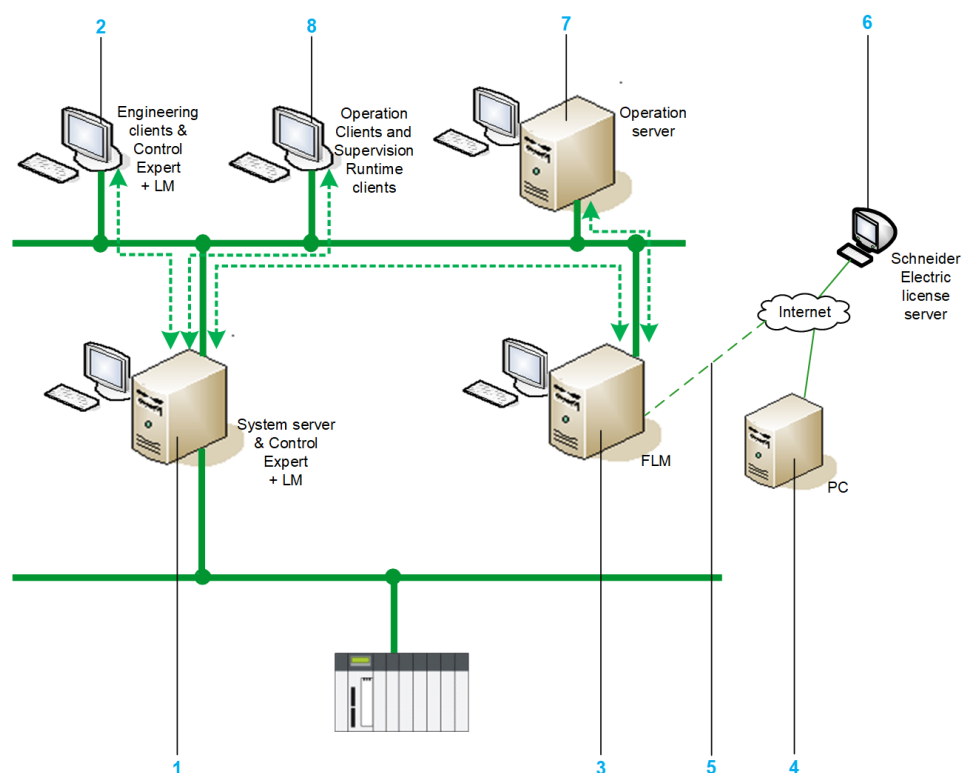 2
8
7
6
Engineering
clients &
Control
Expert
+ LM
Operation
Clients and
Supervision
Runtime
clients
Operation
server
Schneider
Electric
license
server
Internet
System server
& Control
Expert
+ LM
FLM
PC
1
3
5
4